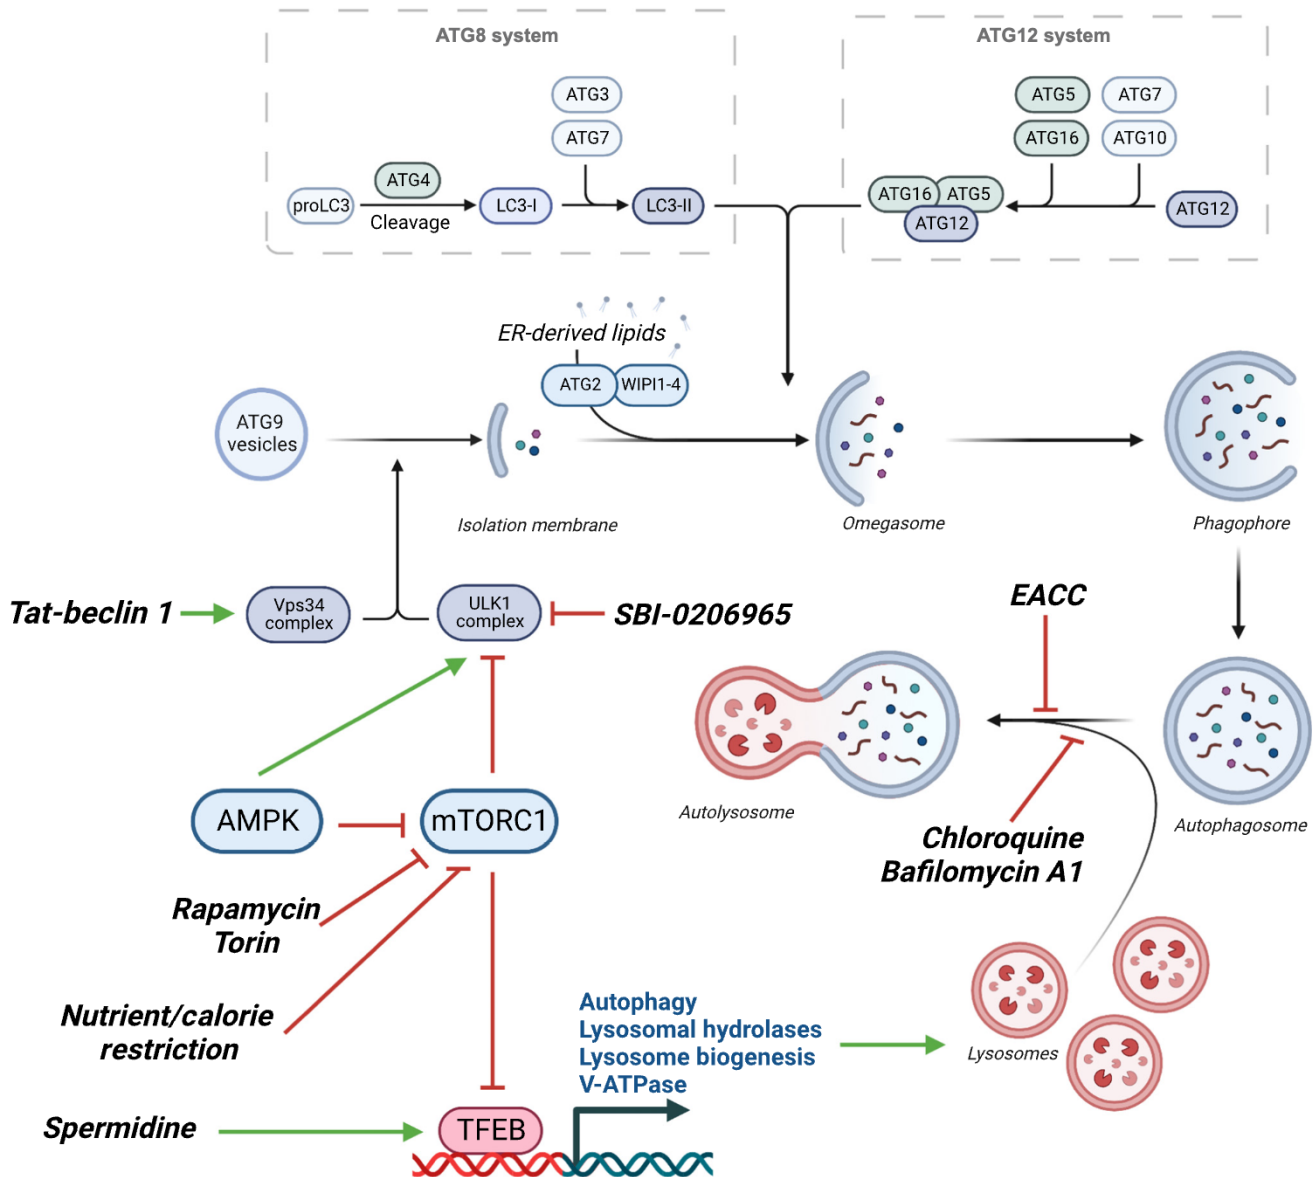 ATG8 system
ATG12 system
ATG3
ATG7
ATG4
proLC3
Cleavage
LC3-I
LC3-II
ATG5
ATG7
ATG16
ATG10
ATG16
ATG5
ATG12
ATG12
ER-derived lipids
ATG2
WIPI1-4
ATG9
vesicles
Isolation membrane
Omegasome
Phagophore
Tat-beclin 1
Vps34
complex
ULK1
complex
SBI-0206965
EACC
AMPK
mTORC1
Autolysosome
Autophagosome
Chloroquine
Bafilomycin A1
Rapamycin
Torin
Nutrient/calorie
restriction
Autophagy
Lysosomal hydrolases
Lysosome biogenesis
V-ATPase
Lysosomes
Spermidine
TFEB